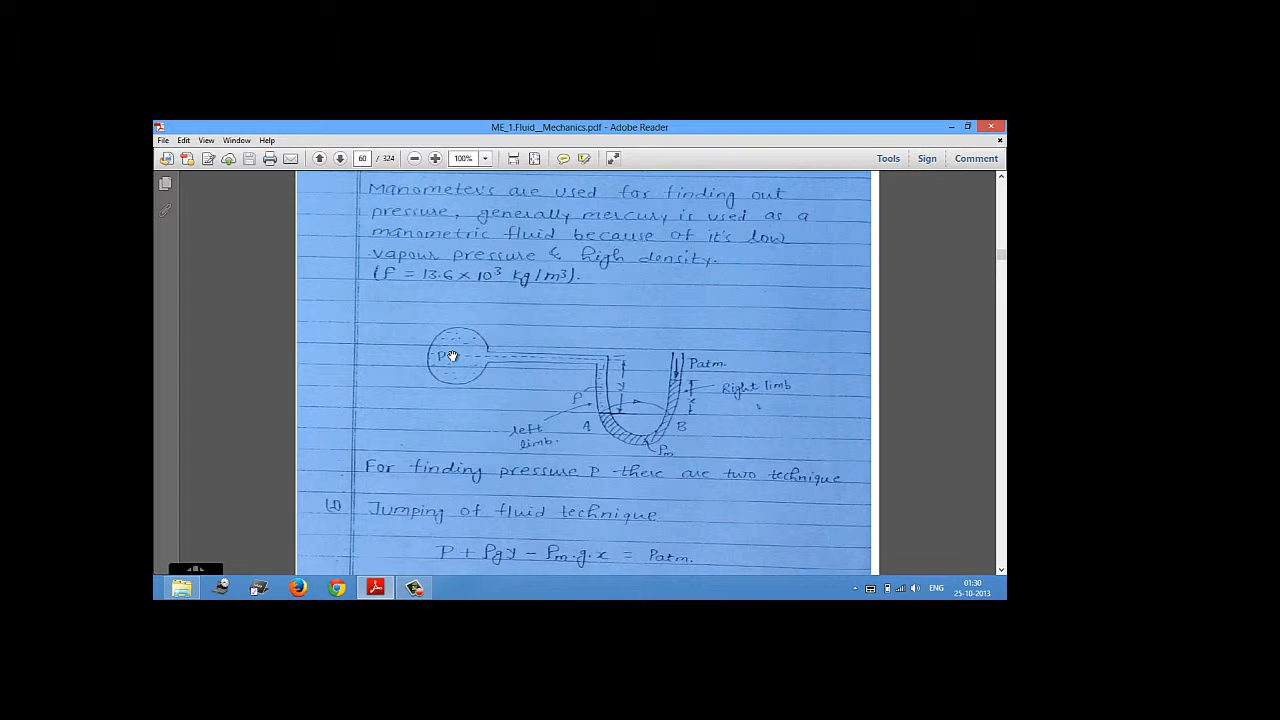 ME_1.Fluid__Mechanics.pdf - Adobe Reader
File Edit View Window Help
60 / 324 100% Tools Sign Comment
Manometer's are used for finding out
pressure, generally mercury is used as a
manometric fluid because of it's low
vapour pressure & high density.
(ρ = 13.6 × 10³ kg/m³).
P
Patm.
y
x
Right limb
ρ
A
B
left
limb.
ρm
For finding pressure P there are two technique
(1) Jumping of fluid technique
P + ρgy - ρm.g.x = Patm.
ENG
01:30
25-10-2013